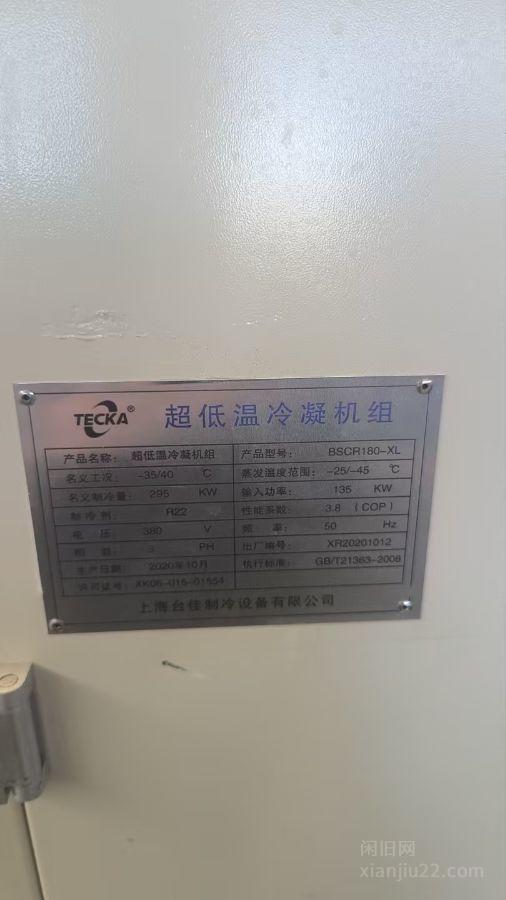 TECKA® 超低温冷凝机组
产品名称: 超低温冷凝机组 产品型号: BSCR180-XL
名义工况: -35/40 ℃ 蒸发温度范围: -25/-45 ℃
名义制冷量: 295 KW 输入功率: 135 KW
制冷剂: R22 性能系数: 3.8 (COP)
电压: 380 V 频率: 50 Hz
相数: 3 PH 出厂编号: XR20201012
生产日期: 2020年10月 执行标准: GB/T21363-2008
许可证号: XK06-015-01554
上海台佳制冷设备有限公司
闲旧网
xianjiu22.com